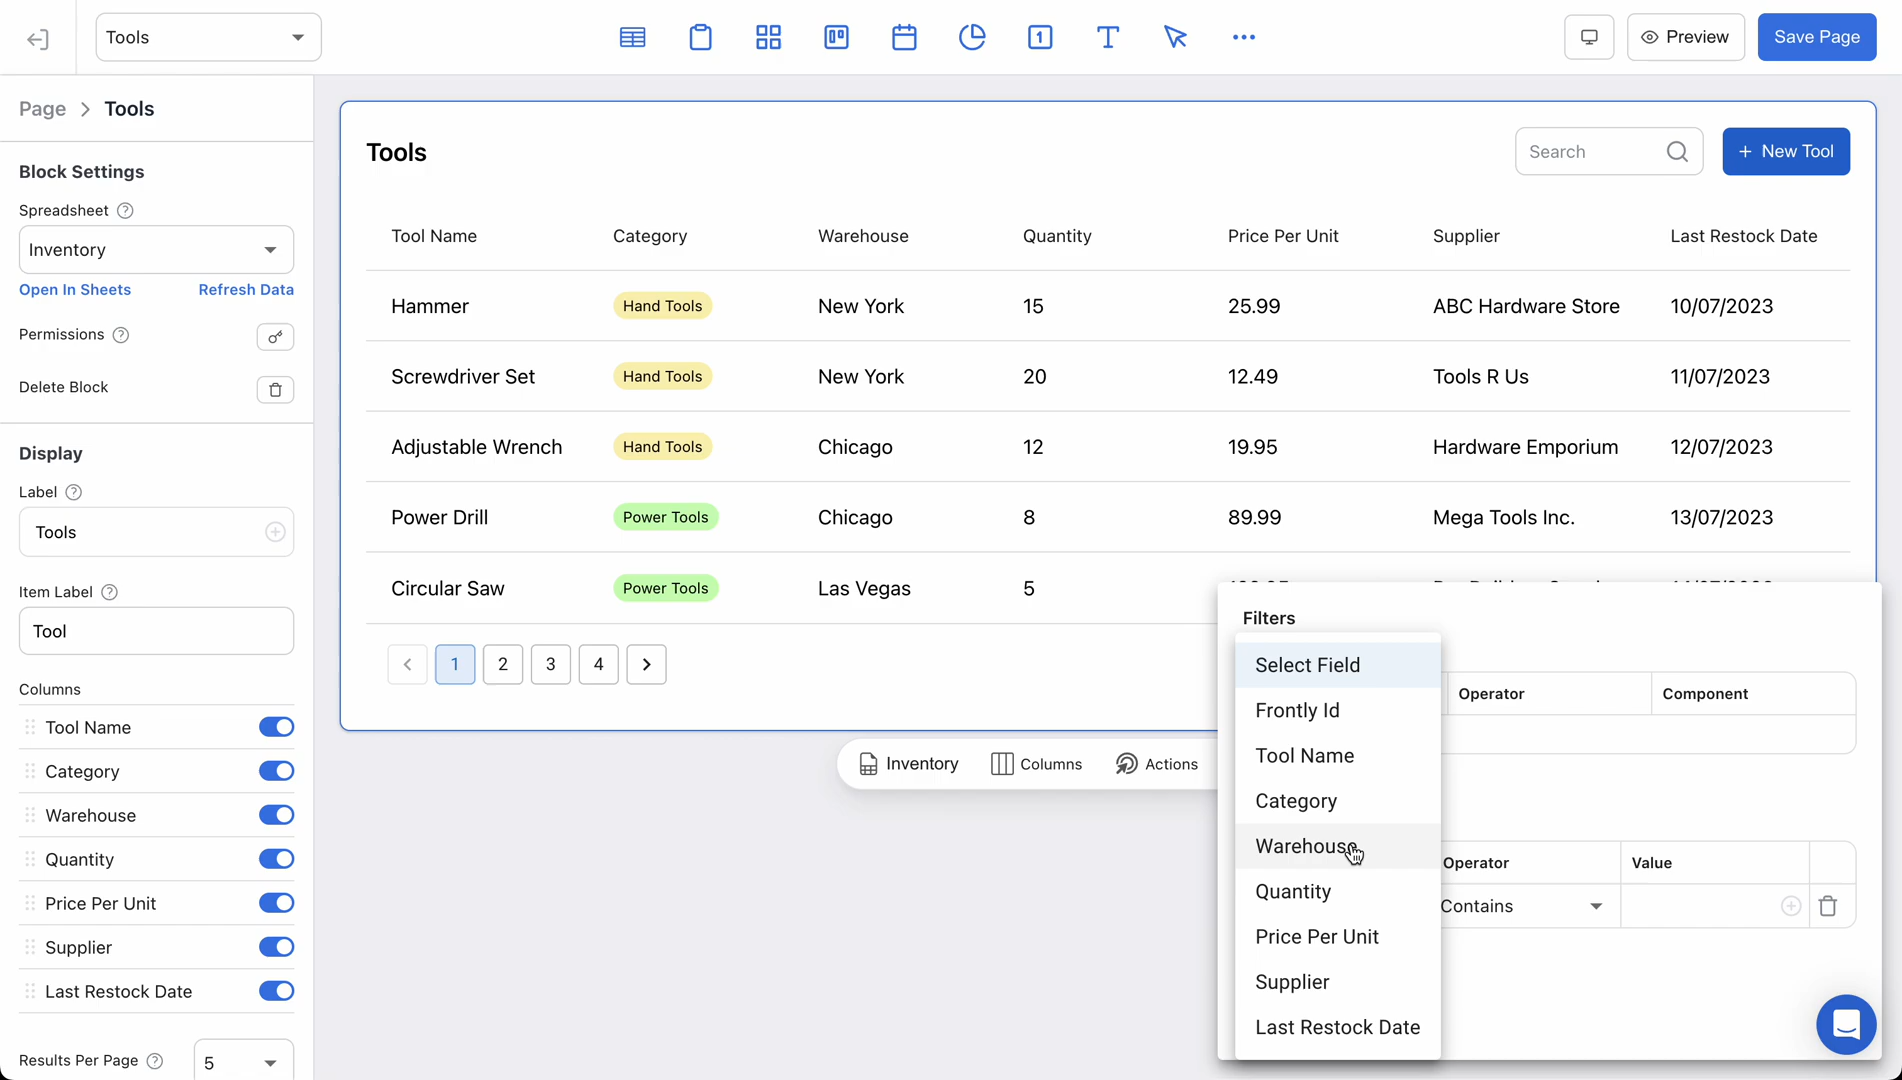 Tools
1
T
Preview
Save Page
Page > Tools
Block Settings
Spreadsheet ?
Inventory
Open In Sheets Refresh Data
Permissions ?
Delete Block
Display
Label ?
Tools
Item Label ?
Tool
Columns
Tool Name
Category
Warehouse
Quantity
Price Per Unit
Supplier
Last Restock Date
Results Per Page ? 5
Tools
Search
+ New Tool
Tool Name Category Warehouse Quantity Price Per Unit Supplier Last Restock Date
Hammer Hand Tools New York 15 25.99 ABC Hardware Store 10/07/2023
Screwdriver Set Hand Tools New York 20 12.49 Tools R Us 11/07/2023
Adjustable Wrench Hand Tools Chicago 12 19.95 Hardware Emporium 12/07/2023
Power Drill Power Tools Chicago 8 89.99 Mega Tools Inc. 13/07/2023
Circular Saw Power Tools Las Vegas 5
< 1 2 3 4 >
Inventory Columns Actions
Filters
Select Field
Frontly Id
Tool Name
Category
Warehouse
Quantity
Price Per Unit
Supplier
Last Restock Date
Operator Component
Operator Value
Contains